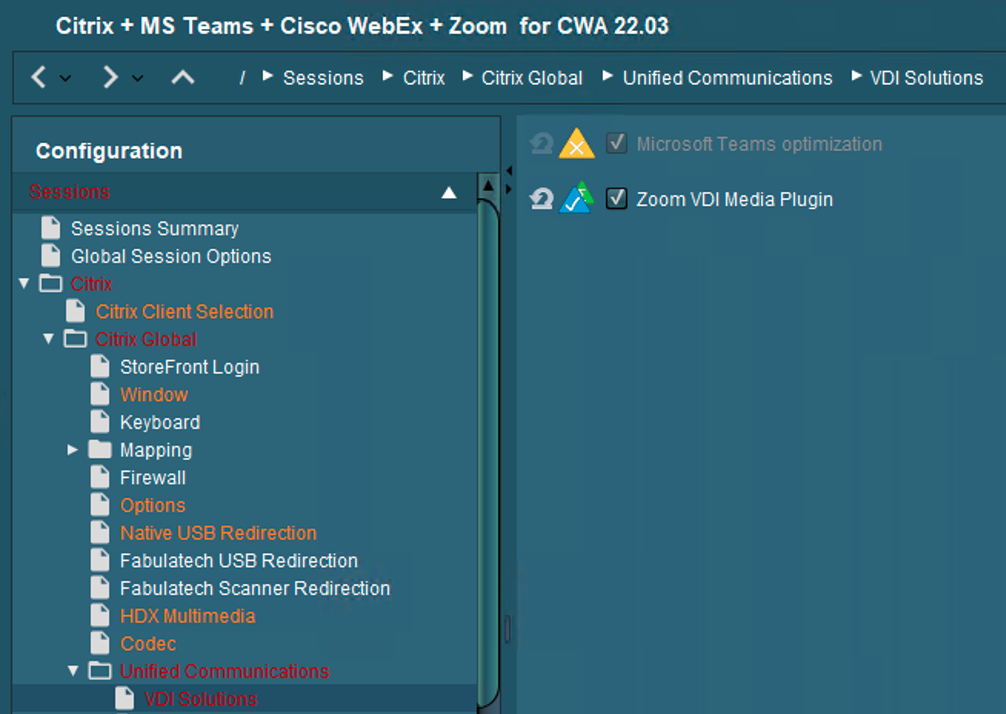 Citrix + MS Teams + Cisco WebEx + Zoom for CWA 22.03
/ Sessions Citrix Citrix Global Unified Communications VDI Solutions
Configuration
Sessions
Sessions Summary
Global Session Options
Citrix
Citrix Client Selection
Citrix Global
StoreFront Login
Window
Keyboard
Mapping
Firewall
Options
Native USB Redirection
Fabulatech USB Redirection
Fabulatech Scanner Redirection
HDX Multimedia
Codec
Unified Communications
VDI Solutions
Microsoft Teams optimization
Zoom VDI Media Plugin